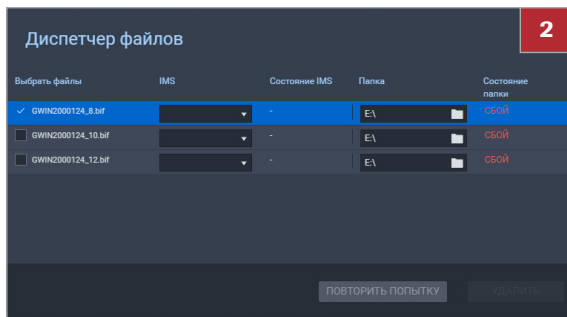 Диспетчер файлов
2
Выбрать файлы IMS Состояние IMS Папка Состояние папки
GWIN2000124_8.bif - E:\ СБОЙ
GWIN2000124_10.bif - E:\ СБОЙ
GWIN2000124_12.bif - E:\ СБОЙ
ПОВТОРИТЬ ПОПЫТКУ УДАЛИТЬ